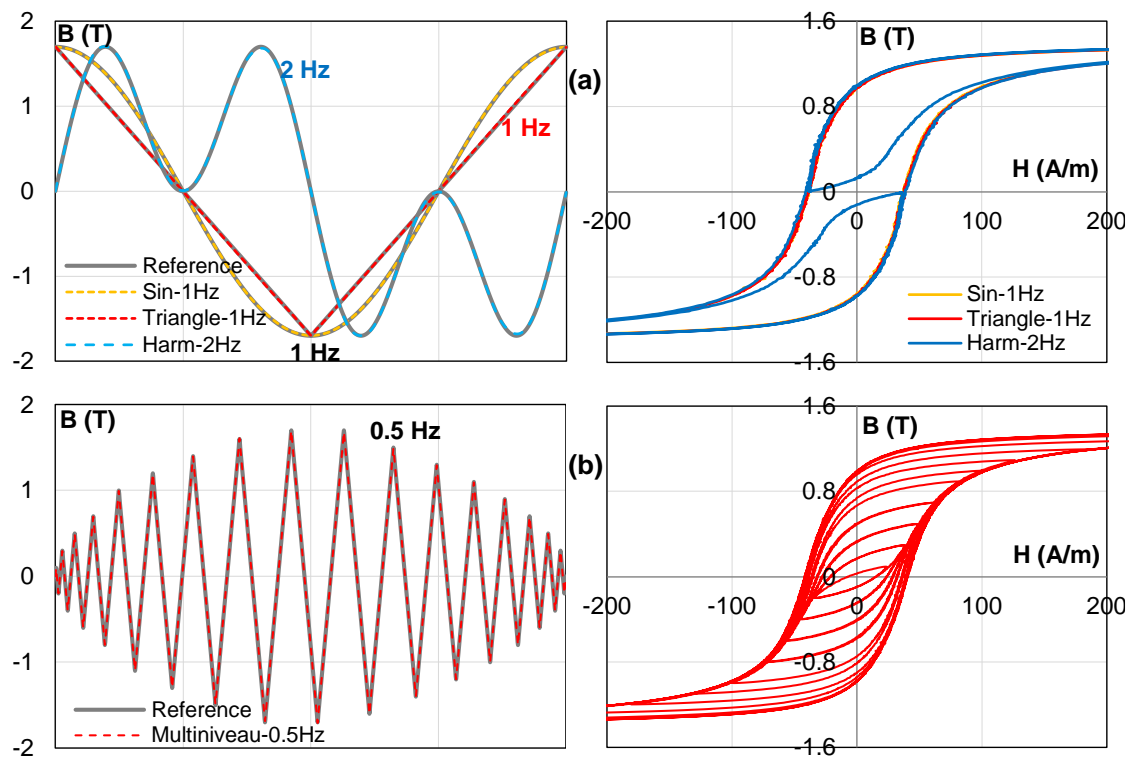 2
B (T)
1
0
-1
-2
2 Hz
1 Hz
1 Hz
Reference
Sin-1Hz
Triangle-1Hz
Harm-2Hz
(a)
1.6
B (T)
0.8
H (A/m)
0
-200
-100
0
100
200
-0.8
-1.6
Sin-1Hz
Triangle-1Hz
Harm-2Hz
2
B (T)
1
0
-1
-2
0.5 Hz
Reference
Multiniveau-0.5Hz
(b)
1.6
B (T)
0.8
H (A/m)
0
-200
-100
0
100
200
-0.8
-1.6